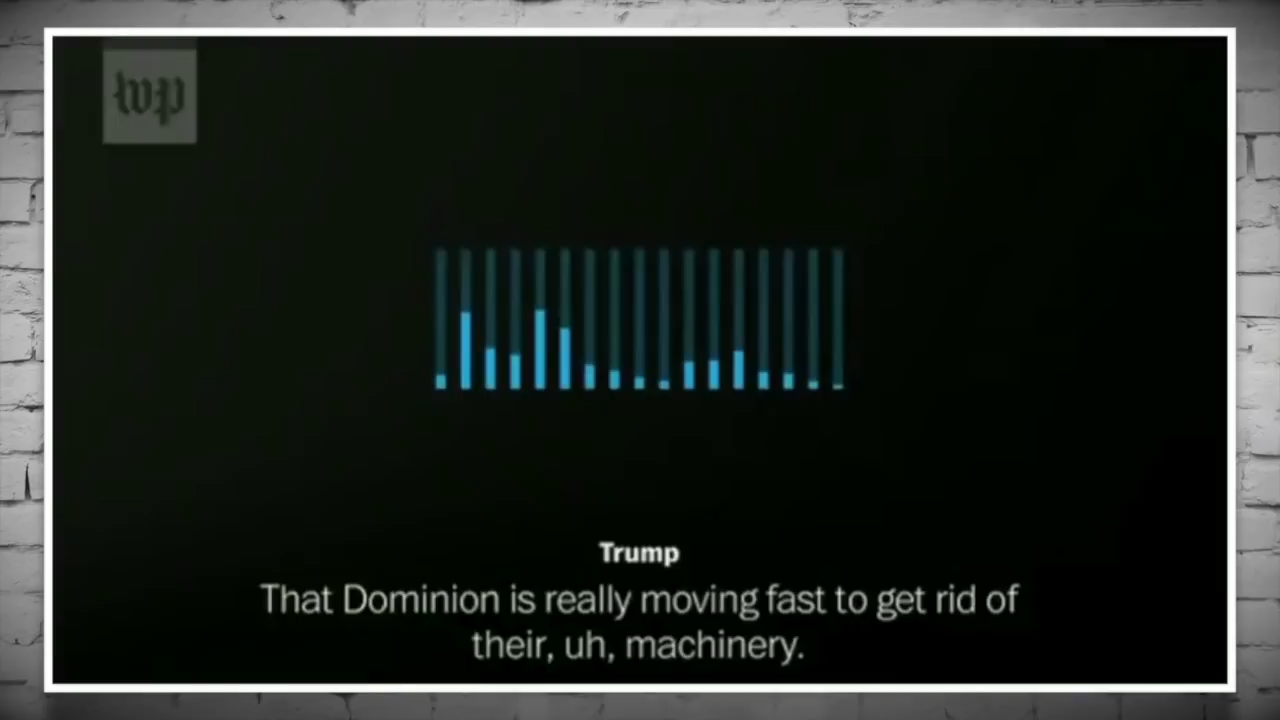 wp
Trump
That Dominion is really moving fast to get rid of
their, uh, machinery.